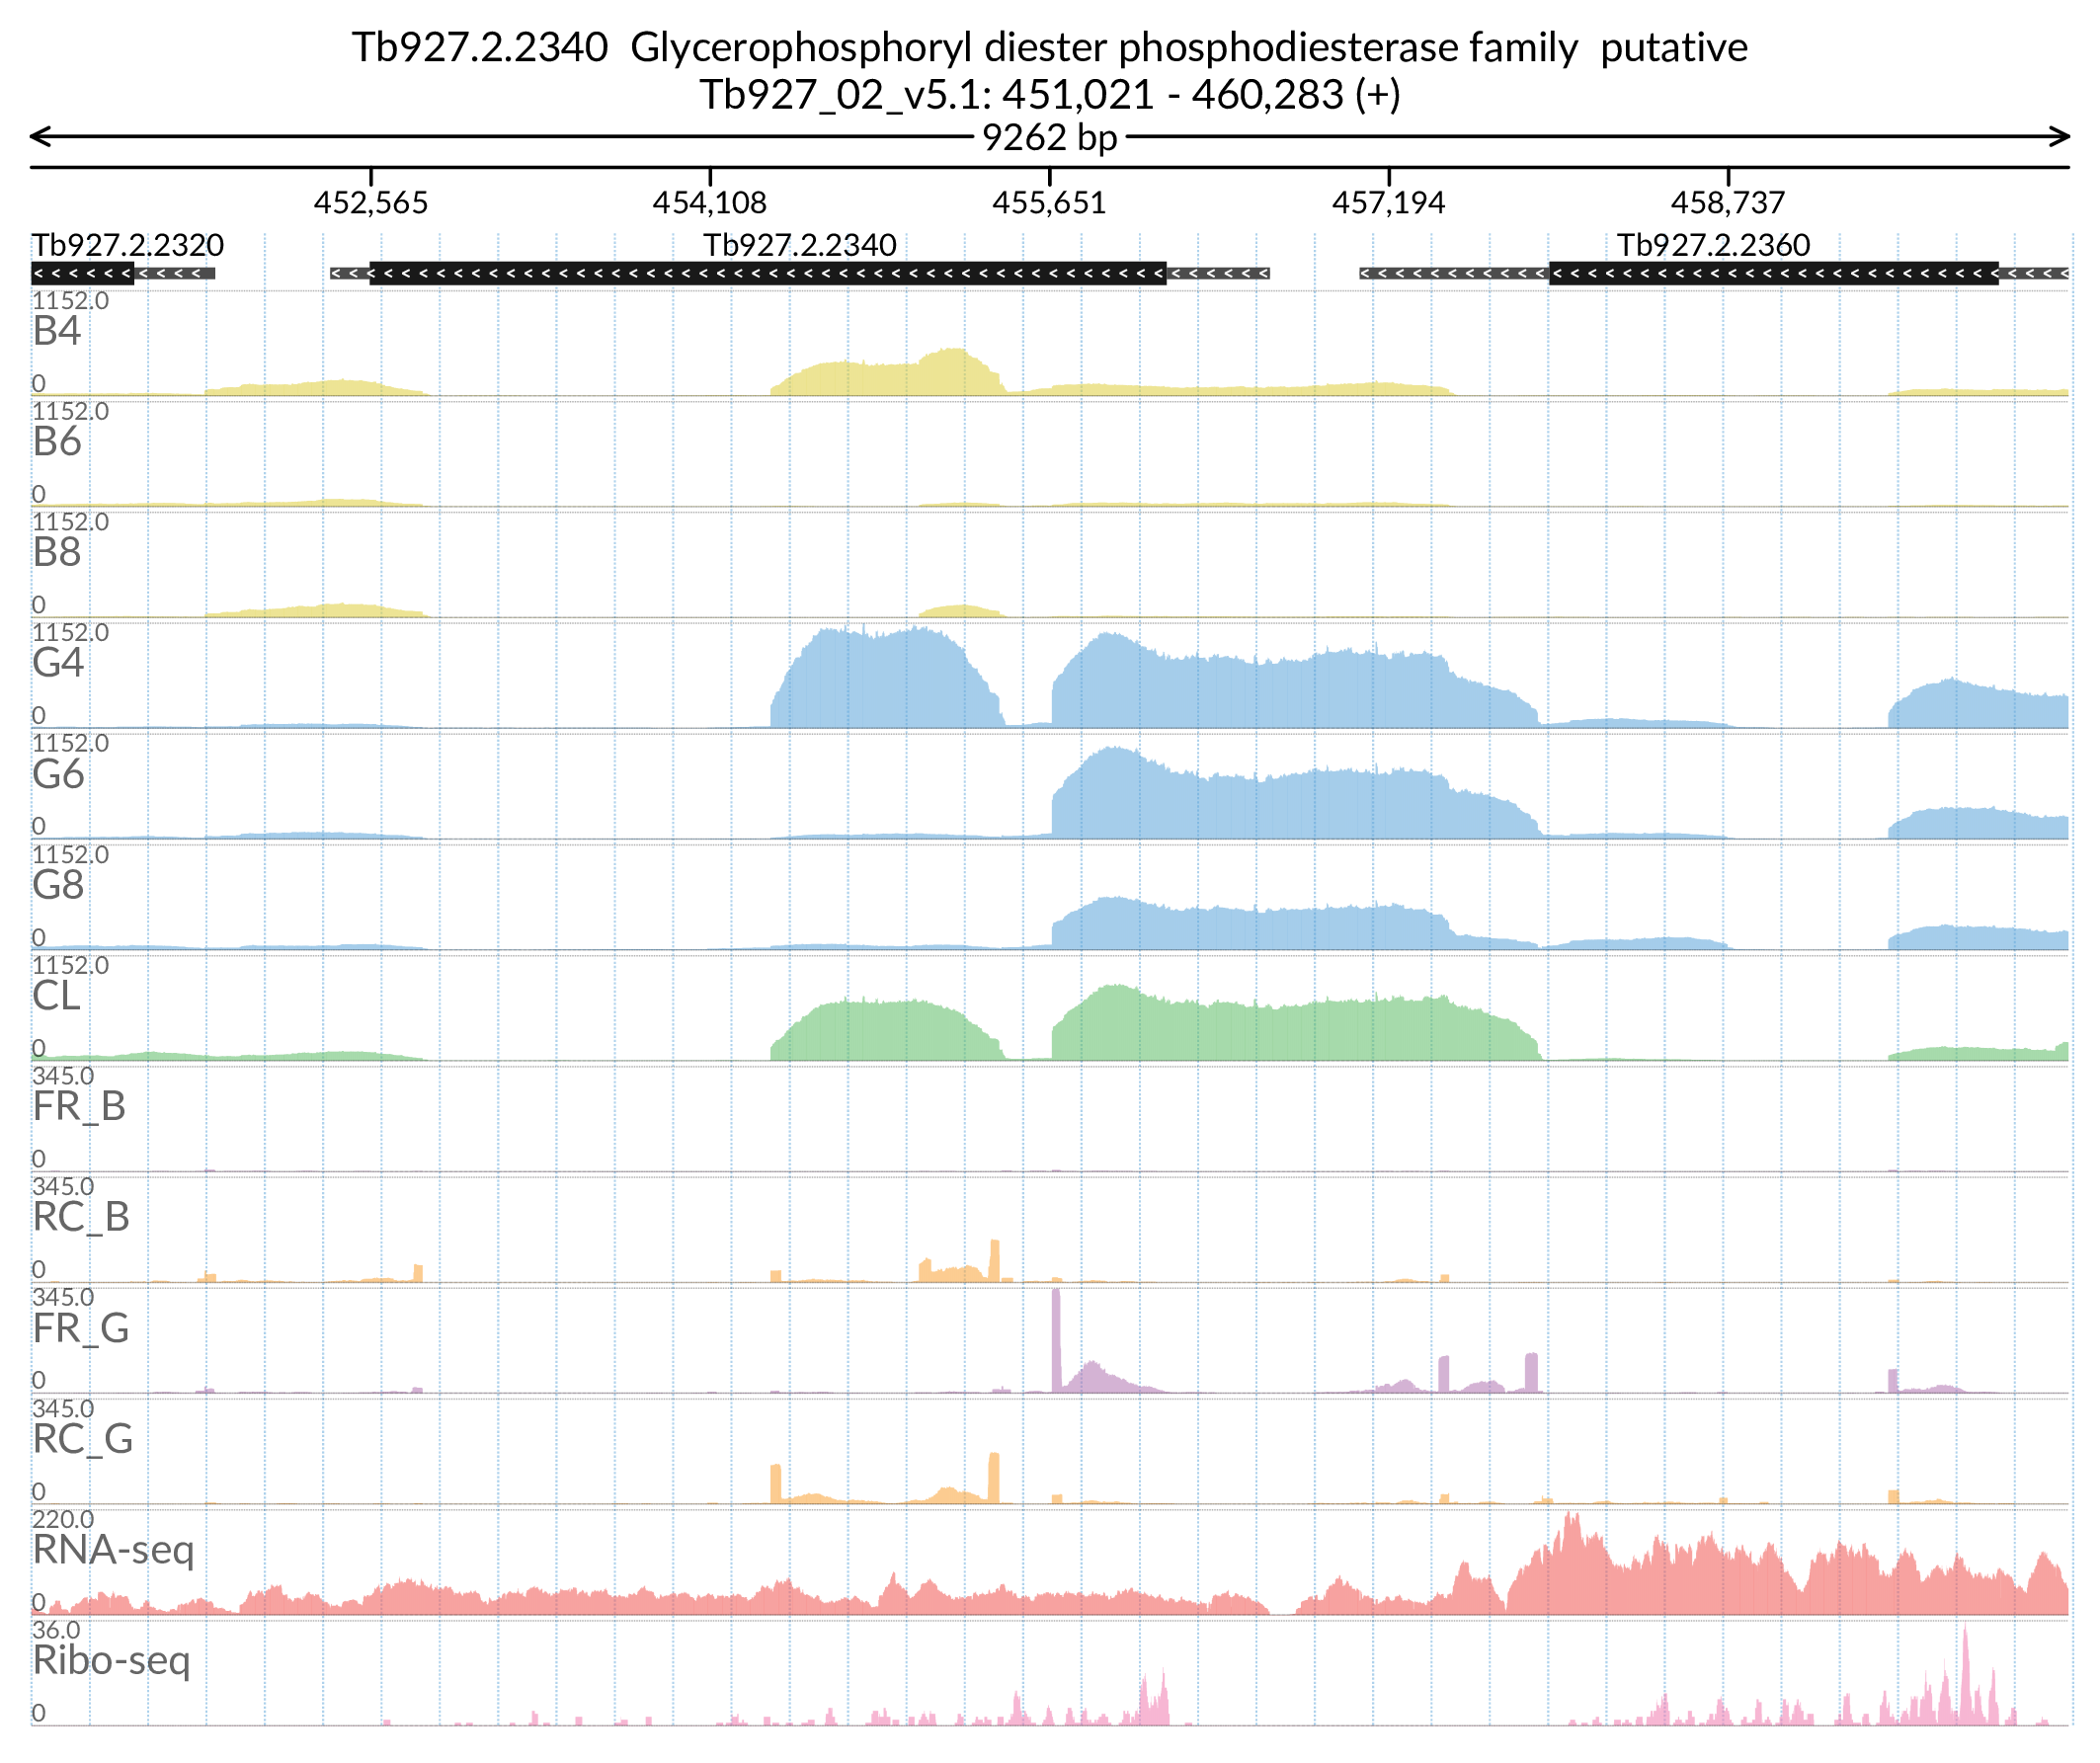 Tb927.2.2340 Glycerophosphoryl diester phosphodiesterase family putative
Tb927_02_v5.1: 451,021 - 460,283 (+)
9262 bp
452,565 454,108 455,651 457,194 458,737
Tb927.2.2320 Tb927.2.2340 Tb927.2.2360
1152.0
B4
0
1152.0
B6
0
1152.0
B8
0
1152.0
G4
0
1152.0
G6
0
1152.0
G8
0
1152.0
CL
0
345.0
FR_B
0
345.0
RC_B
0
345.0
FR_G
0
345.0
RC_G
0
220.0
RNA-seq
0
36.0
Ribo-seq
0